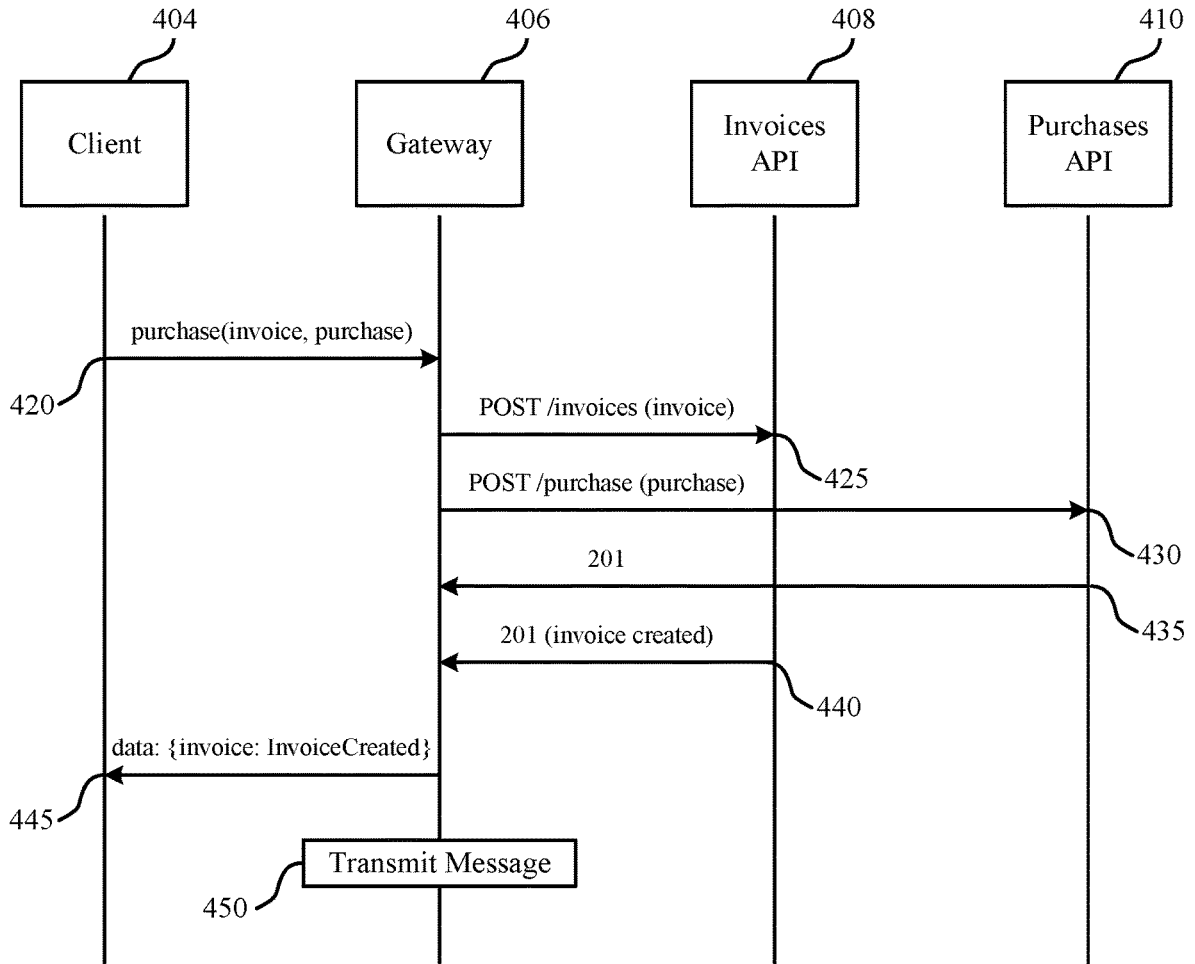 404
406
408
410
Client
Gateway
Invoices
API
Purchases
API
purchase(invoice, purchase)
420
POST /invoices (invoice)
425
POST /purchase (purchase)
430
201
435
201 (invoice created)
440
data: {invoice: InvoiceCreated}
445
Transmit Message
450